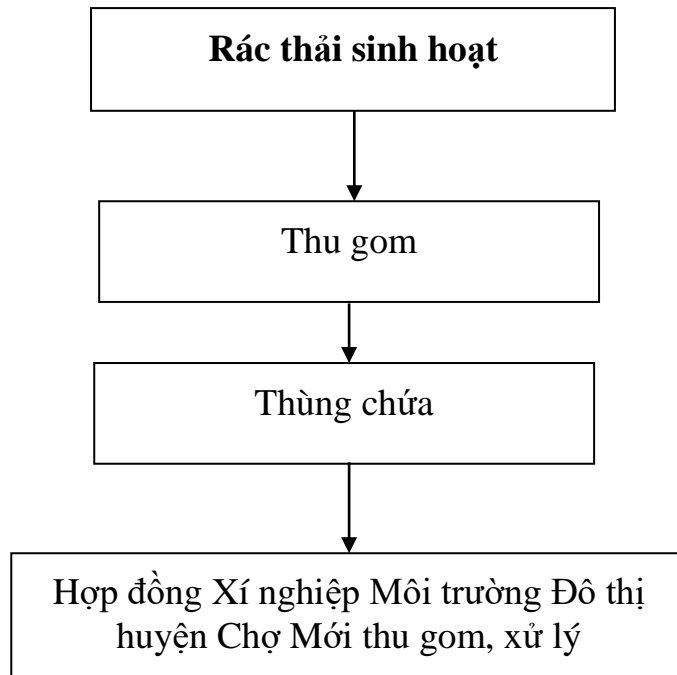 Rác thải sinh hoạt
Thu gom
Thùng chứa
Hợp đồng Xí nghiệp Môi trường Đô thị
huyện Chợ Mới thu gom, xử lý